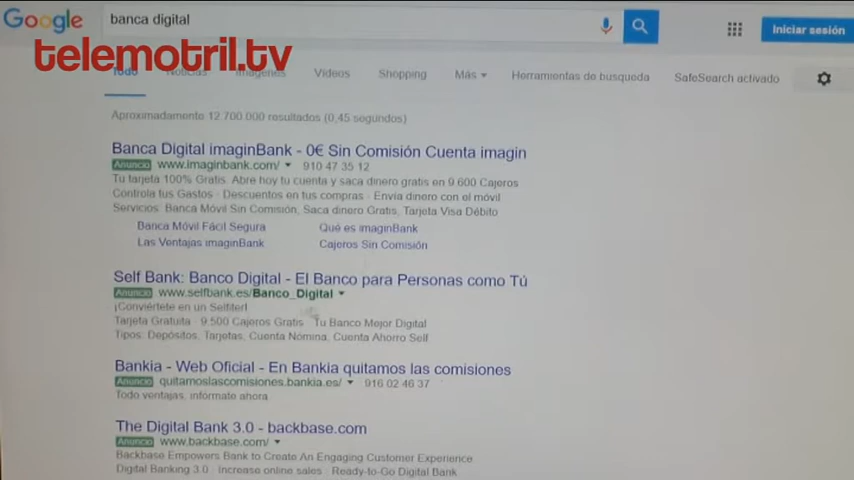 Google
banca digital
Iniciar sesión
telemotril.tv
Todo Noticias Imágenes Vídeos Shopping Más Herramientas de búsqueda SafeSearch activado
Aproximadamente 12.700.000 resultados (0,45 segundos)
Banca Digital imaginBank - 0€ Sin Comisión Cuenta imagin
Anuncio www.imaginbank.com/ 910 47 35 12
Tu tarjeta 100% Gratis. Abre hoy tu cuenta y saca dinero gratis en 9.600 Cajeros
Controla tus Gastos · Descuentos en tus compras · Envía dinero con el móvil
Servicios: Banca Móvil Sin Comisión, Saca dinero Gratis, Tarjeta Visa Débito
Banca Móvil Fácil Segura Qué es imaginBank
Las Ventajas imaginBank Cajeros Sin Comisión
Self Bank: Banco Digital - El Banco para Personas como Tú
Anuncio www.selfbank.es/Banco_Digital
¡Conviértete en un Selfiter!
Tarjeta Gratuita · 9.500 Cajeros Gratis · Tu Banco Mejor Digital
Tipos: Depósitos, Tarjetas, Cuenta Nómina, Cuenta Ahorro Self
Bankia - Web Oficial - En Bankia quitamos las comisiones
Anuncio quitamoslascomisiones.bankia.es/ 916 02 46 37
Todo ventajas, infórmate ahora
The Digital Bank 3.0 - backbase.com
Anuncio www.backbase.com/
Backbase Empowers Bank to Create An Engaging Customer Experience
Digital Banking 3.0 · Increase online sales · Ready-to-Go Digital Bank